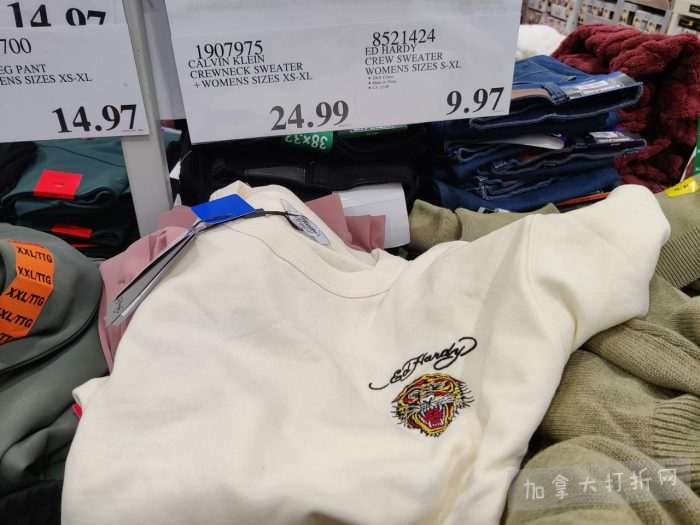 14.97
700
EG PANT
ENS SIZES XS-XL
14.97
1907975
CALVIN KLEIN
CREWNECK SWEATER
+WOMENS SIZES XS-XL
24.99
8521424
ED HARDY
CREW SWEATER
WOMENS SIZES S-XL
9.97
38x32
XXL/TTG
XXL/TTG
XXL/TTG
Ed Hardy
加拿大打折网